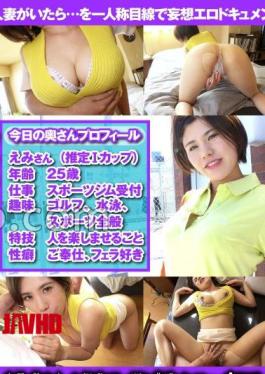 人妻がいたら…を一人称目線で妄想エロドキュメン
今日の奥さんプロフィール
えみさん（推定Iカップ）
年齢 25歳
仕事 スポーツジム受付
趣味 ゴルフ、水泳、
スポーツ全般
特技 人を楽しませること
性癖 ご奉仕、フェラ好き
JAVHD